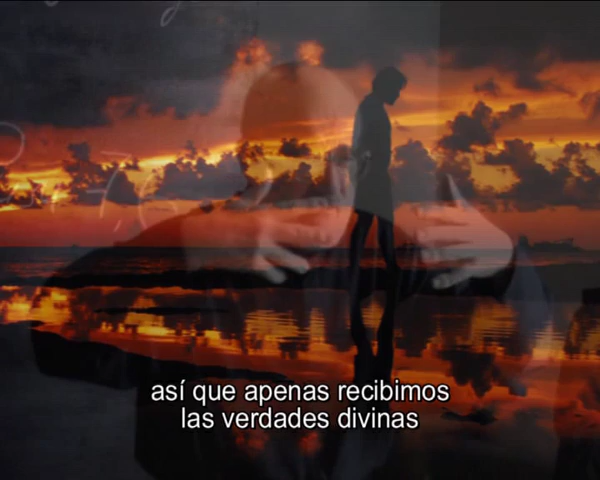 así que apenas recibimos
las verdades divinas